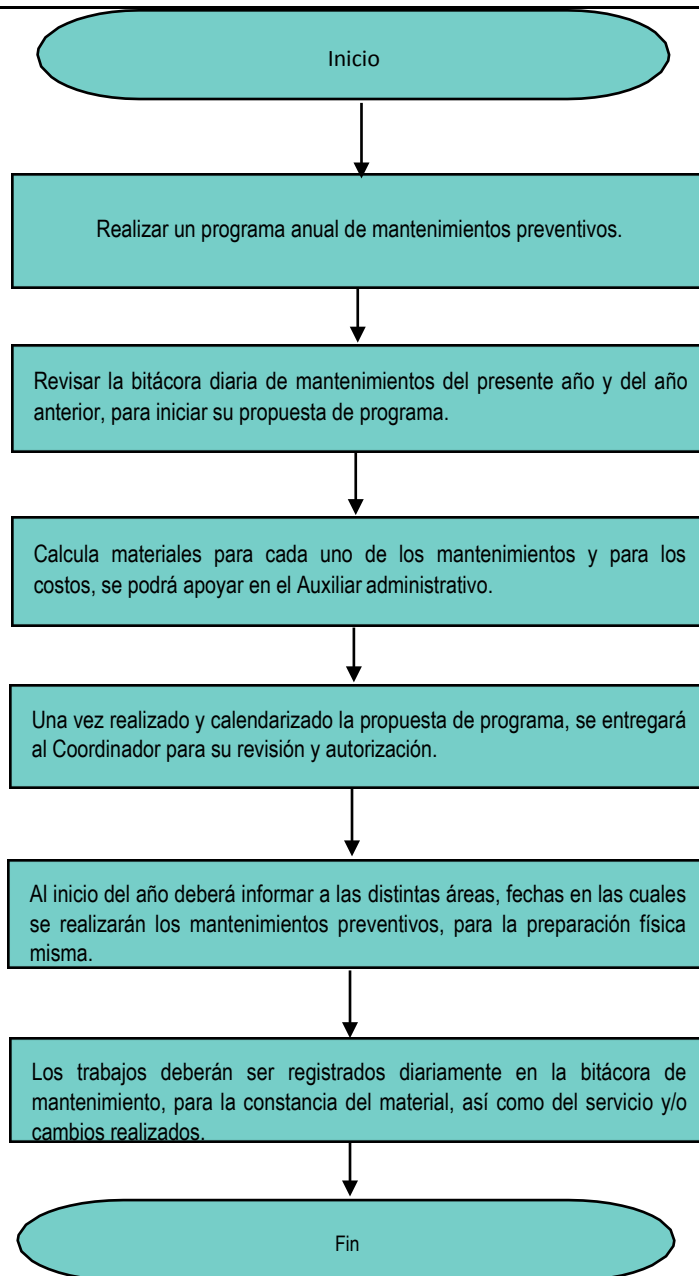 Inicio
Realizar un programa anual de mantenimientos preventivos.
Revisar la bitácora diaria de mantenimientos del presente año y del año
anterior, para iniciar su propuesta de programa.
Calcula materiales para cada uno de los mantenimientos y para los
costos, se podrá apoyar en el Auxiliar administrativo.
Una vez realizado y calendarizado la propuesta de programa, se entregará
al Coordinador para su revisión y autorización.
Al inicio del año deberá informar a las distintas áreas, fechas en las cuales
se realizarán los mantenimientos preventivos, para la preparación física
misma.
Los trabajos deberán ser registrados diariamente en la bitácora de
mantenimiento, para la constancia del material, así como del servicio y/o
cambios realizados.
Fin